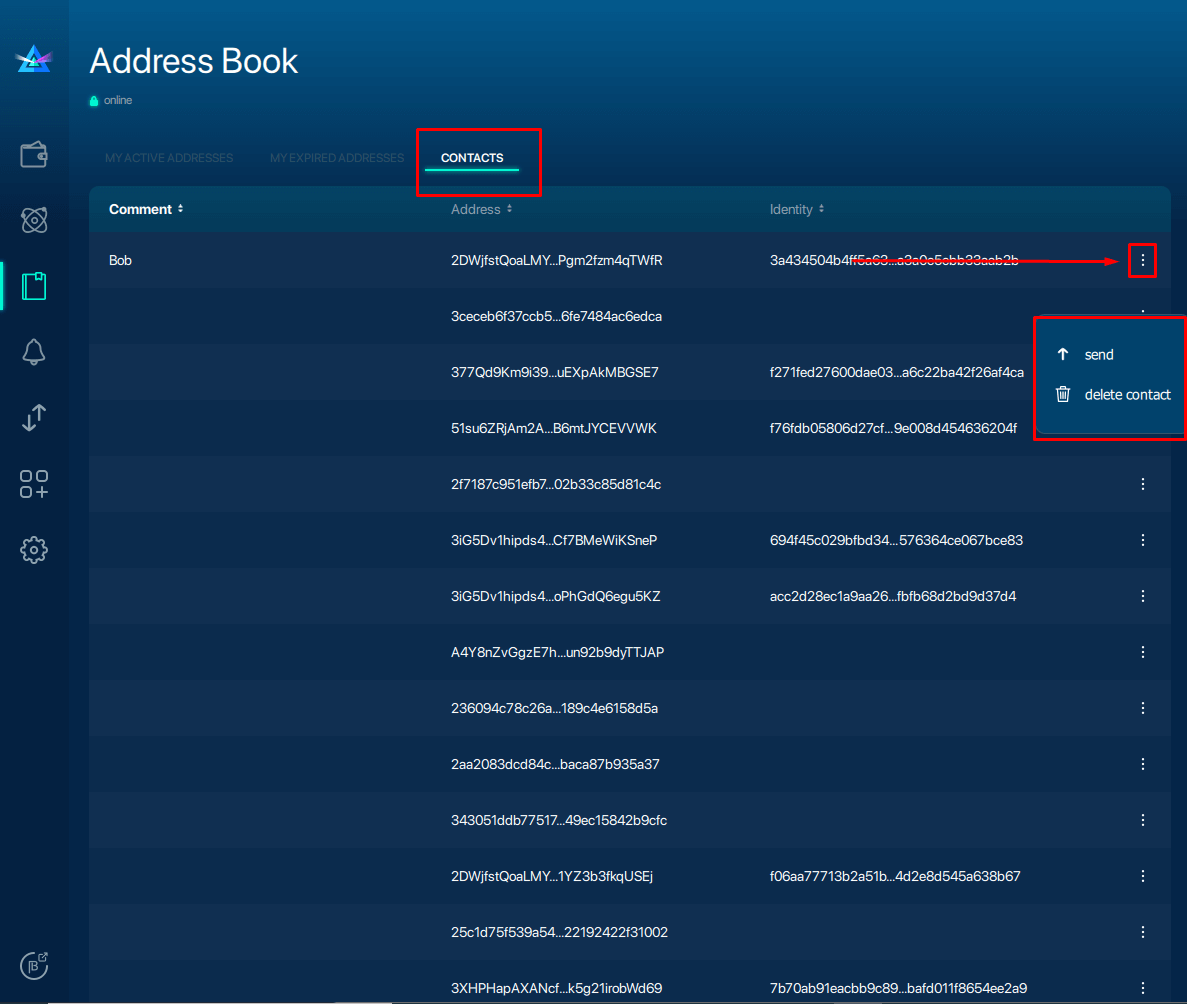 Address Book
online
MY ACTIVE ADDRESSES MY EXPIRED ADDRESSES CONTACTS
Comment Address Identity
Bob 2DWjfstQoaLMY...Pgm2fzm4qTWfR 3a434504b4ff5a63...a3a0c5cbb33aab2b
3ceceb6f37ccb5...6fe7484ac6edca
send
377Qd9Km9i39...uEXpAkMBGSE7 f271fed27600dae03...a6c22ba42f26af4ca
delete contact
51su6ZRjAm2A...B6mtJYCEVVWK f76fdb05806d27cf...9e008d454636204f
2f7187c951efb7...02b33c85d81c4c
3iG5Dv1hipds4...Cf7BMeWiKSneP 694f45c029bfbd34...576364ce067bce83
3iG5Dv1hipds4...oPhGdQ6egu5KZ acc2d28ec1a9aa26...fbfb68d2bd9d37d4
A4Y8nZvGgzE7h...un92b9dyTTJAP
236094c78c26a...189c4e6158d5a
2aa2083dcd84c...baca87b935a37
343051ddb77517...49ec15842b9cfc
2DWjfstQoaLMY...1YZ3b3fkqUSEj f06aa77713b2a51b...4d2e8d545a638b67
25c1d75f539a54...22192422f31002
3XHPHapAXANcf...k5g21irobWd69 7b70ab91eacbb9c89...bafd011f8654ee2a9